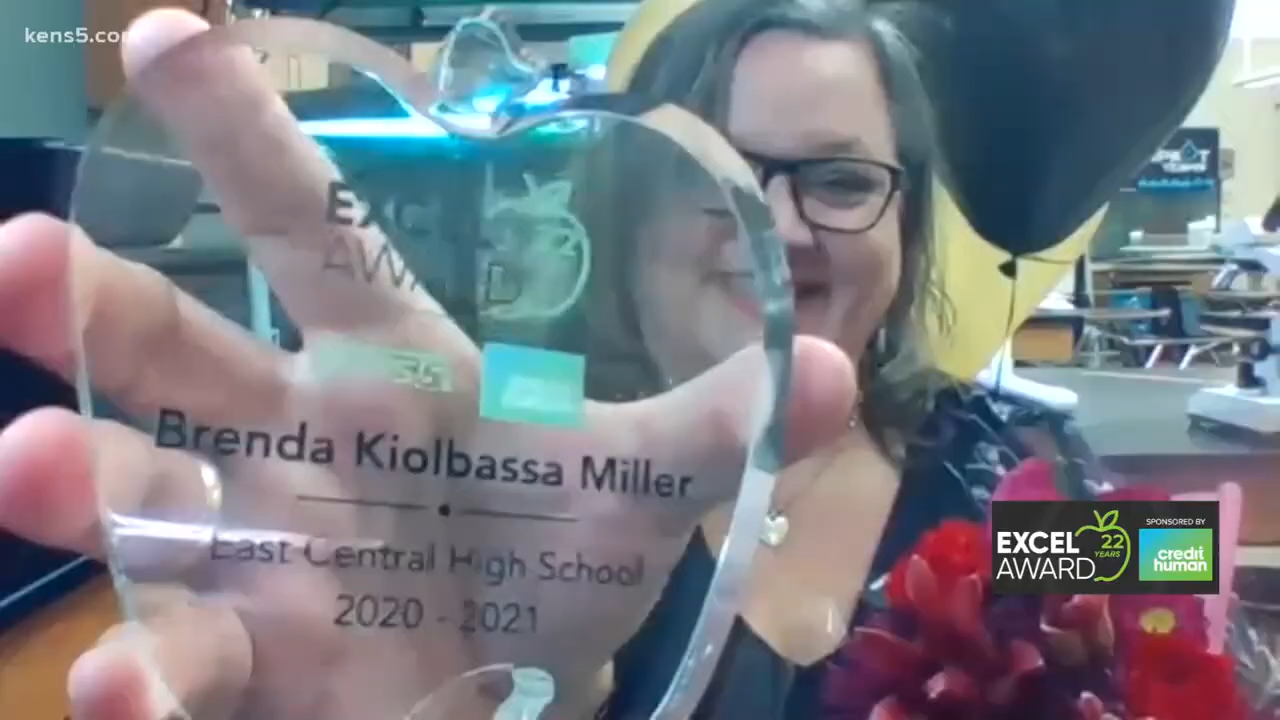 kens5.com
EXCEL
AWARD
Brenda Kiolbassa Miller
East Central High School
2020 - 2021
EXCEL
AWARD
22
YEARS
SPONSORED BY
credit
human